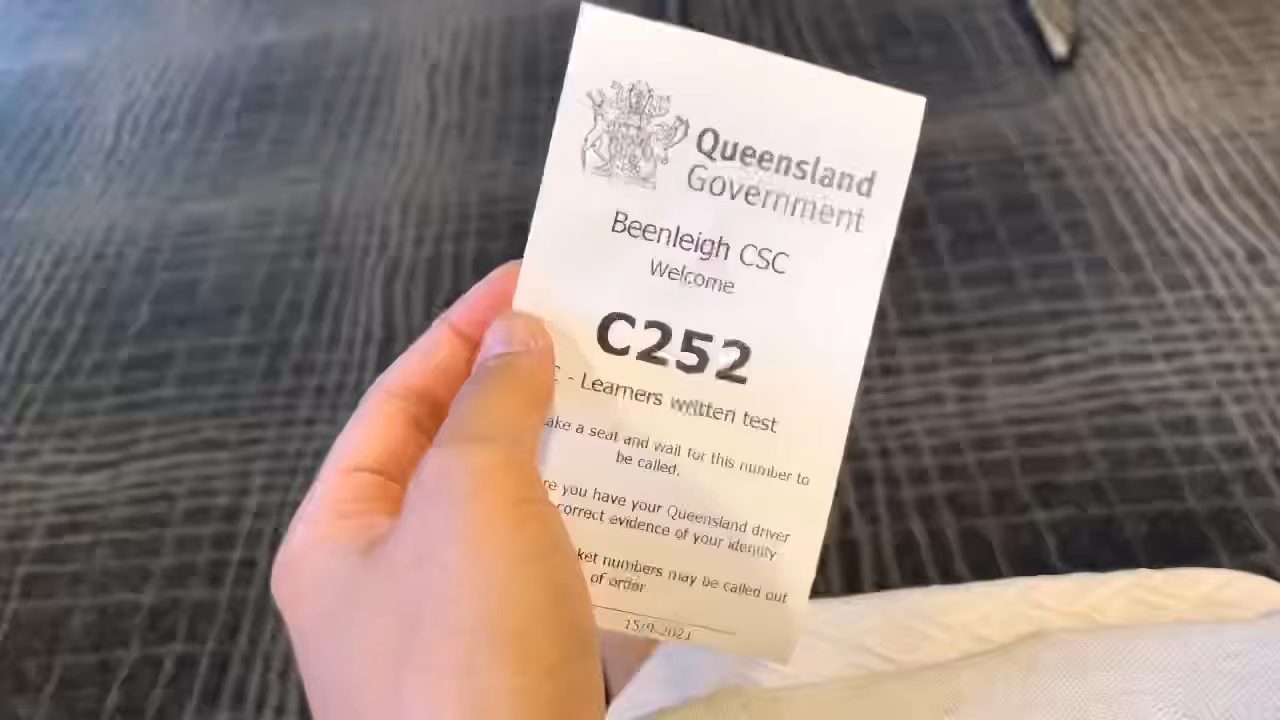 Queensland
Government
Beenleigh CSC
Welcome
C252
- Learners written test
ake a seat and wait for this number to
be called.
re you have your Queensland driver
correct evidence of your identity
ket numbers may be called out
of order